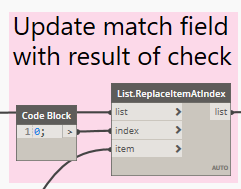 Update match field
with result of check
List.ReplaceItemAtIndex
Code Block
list > list
1 0; >
index >
item >
AUTO